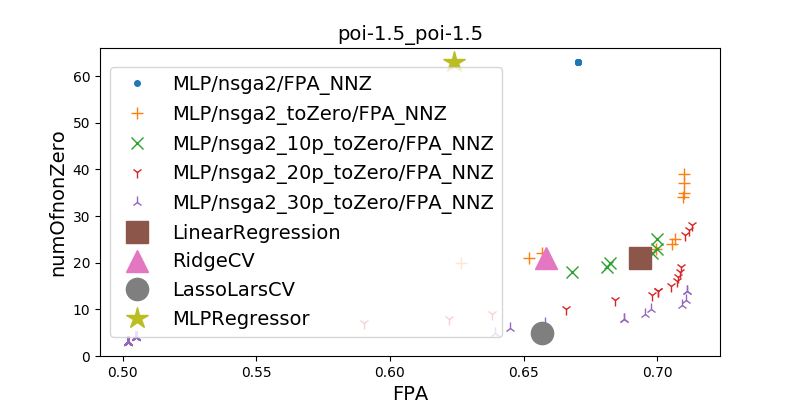 poi-1.5_poi-1.5
numOfnonZero
60
50
40
30
20
10
0
MLP/nsga2/FPA_NNZ
MLP/nsga2_toZero/FPA_NNZ
MLP/nsga2_10p_toZero/FPA_NNZ
MLP/nsga2_20p_toZero/FPA_NNZ
MLP/nsga2_30p_toZero/FPA_NNZ
LinearRegression
RidgeCV
LassoLarsCV
MLPRegressor
0.50 0.55 0.60 0.65 0.70
FPA